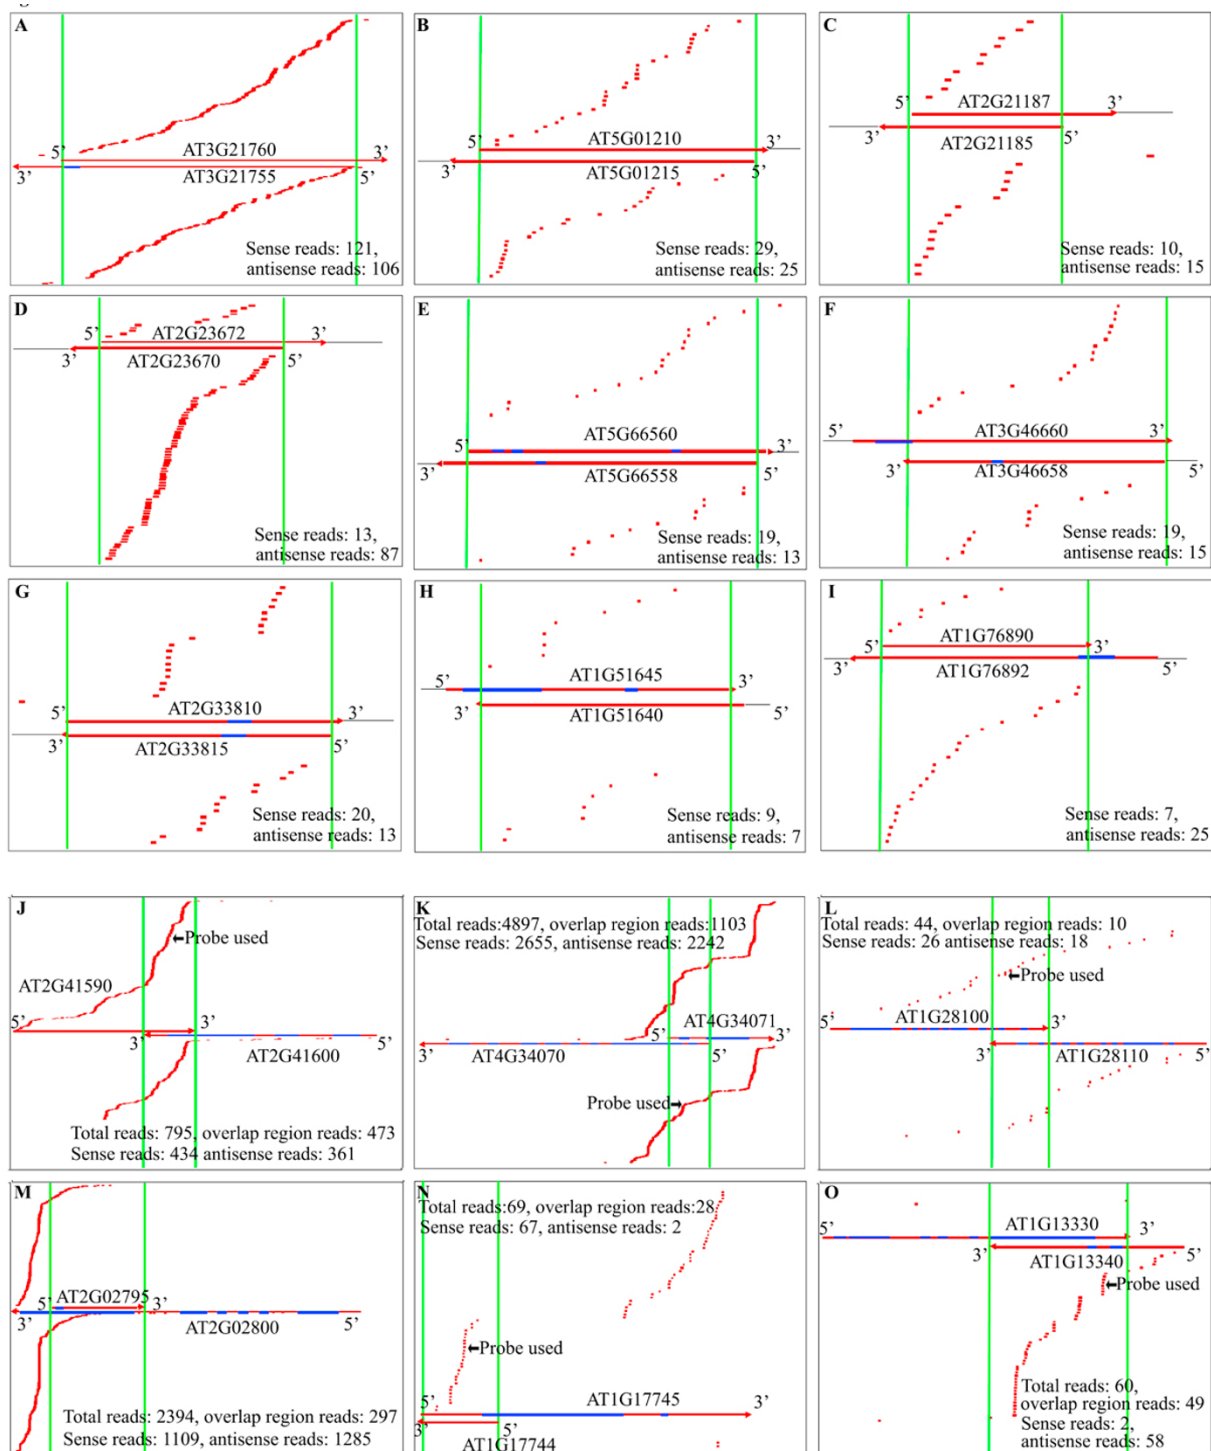 A
5’
AT3G21760
3’
3’
AT3G21755
5’
Sense reads: 121,
antisense reads: 106
B
5’
AT5G01210
3’
3’
AT5G01215
5’
Sense reads: 29,
antisense reads: 25
C
5’
AT2G21187
3’
3’
AT2G21185
5’
Sense reads: 10,
antisense reads: 15
D
5’
AT2G23672
3’
3’
AT2G23670
5’
Sense reads: 13,
antisense reads: 87
E
5’
AT5G66560
3’
3’
AT5G66558
5’
Sense reads: 19,
antisense reads: 13
F
5’
AT3G46660
3’
3’
AT3G46658
5’
Sense reads: 19,
antisense reads: 15
G
5’
AT2G33810
3’
3’
AT2G33815
5’
Sense reads: 20,
antisense reads: 13
H
5’
AT1G51645
3’
3’
AT1G51640
5’
Sense reads: 9,
antisense reads: 7
I
5’
AT1G76890
3’
3’
AT1G76892
5’
Sense reads: 7,
antisense reads: 25
J
Probe used
AT2G41590
5’
3’
3’
AT2G41600
5’
Total reads: 795, overlap region reads: 473
Sense reads: 434 antisense reads: 361
K
Total reads:4897, overlap region reads:1103
Sense reads: 2655, antisense reads: 2242
5’
AT4G34071
3’
3’
AT4G34070
5’
Probe used
L
Total reads: 44, overlap region reads: 10
Sense reads: 26 antisense reads: 18
Probe used
5’
AT1G28100
3’
3’
AT1G28110
5’
M
5’
AT2G02795
3’
3’
AT2G02800
5’
Total reads: 2394, overlap region reads: 297
Sense reads: 1109, antisense reads: 1285
N
Total reads:69, overlap region reads:28
Sense reads: 67, antisense reads: 2
Probe used
5’
AT1G17745
3’
3’
5’
AT1G17744
O
5’
AT1G13330
3’
3’
AT1G13340
5’
Probe used
Total reads: 60,
overlap region reads: 49
Sense reads: 2,
antisense reads: 58